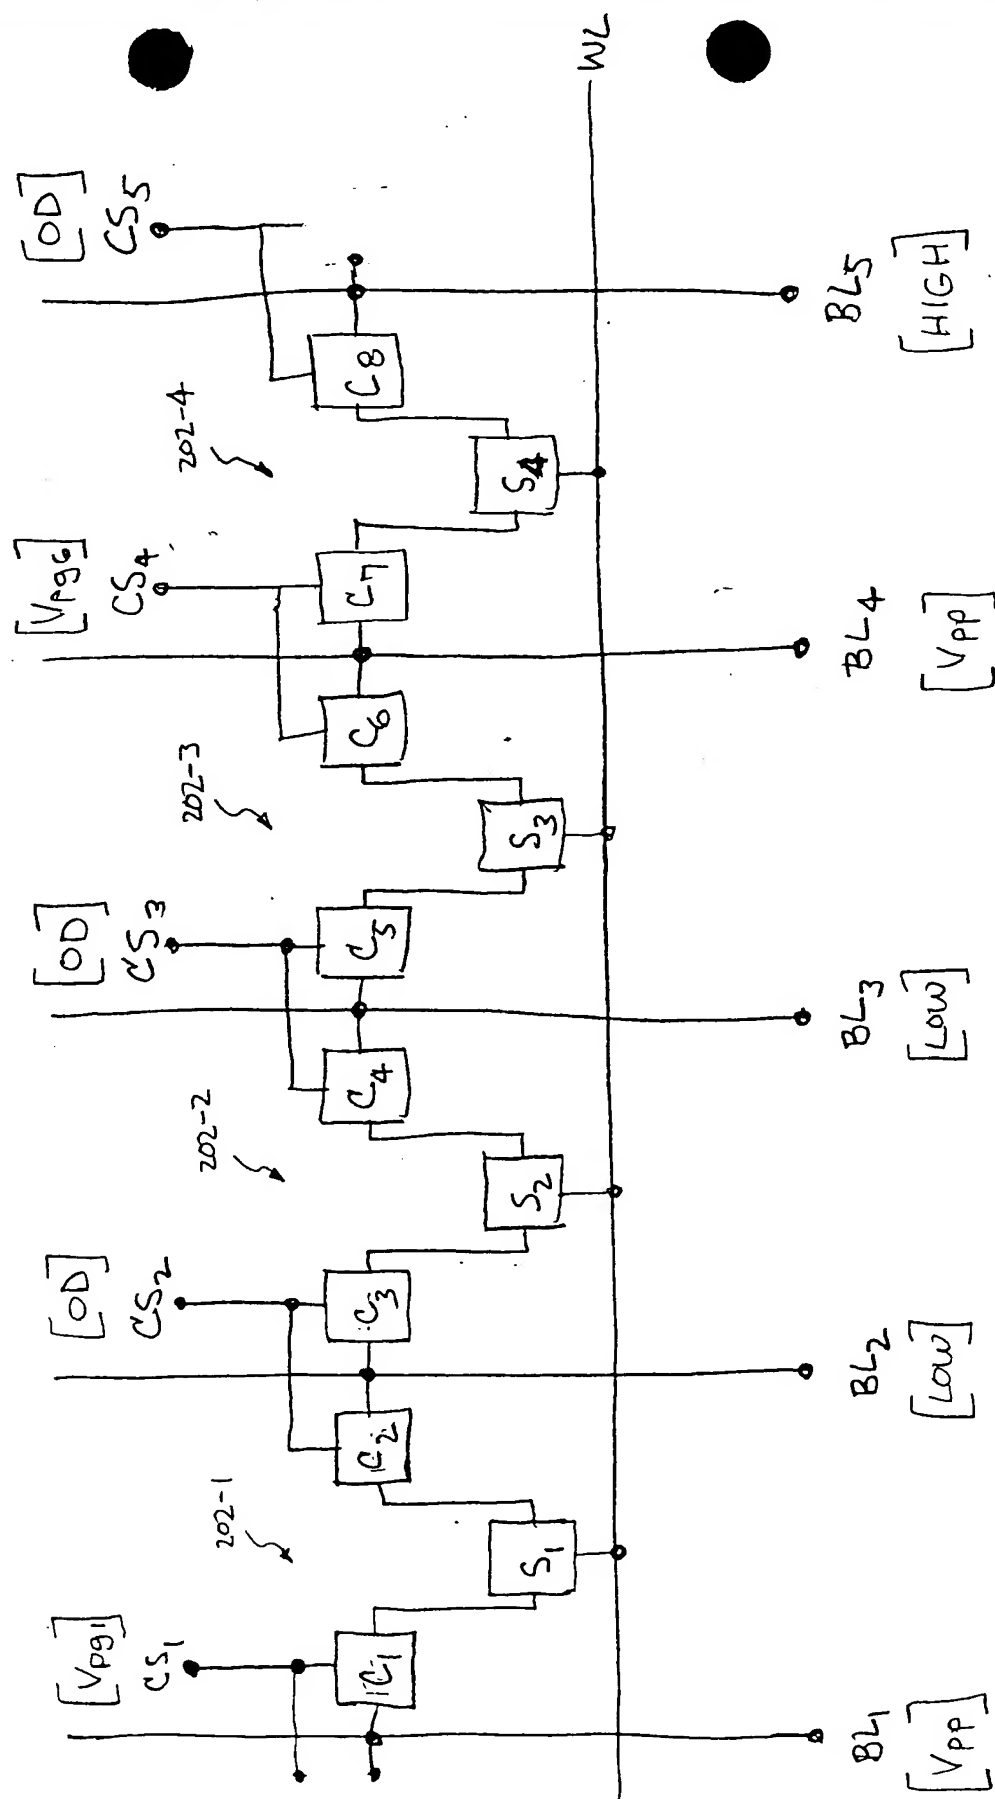 [Vpg1]
[OD]
[OD]
[Vpg6]
[OD]
CS1
CS2
CS3
CS4
CS5
202-1
202-2
202-3
202-4
C1
C2
C3
C4
C5
C6
C7
C8
S1
S2
S3
S4
WL
BL1
BL2
BL3
BL4
BL5
[Vpp]
[LOW]
[LOW]
[Vpp]
[HIGH]